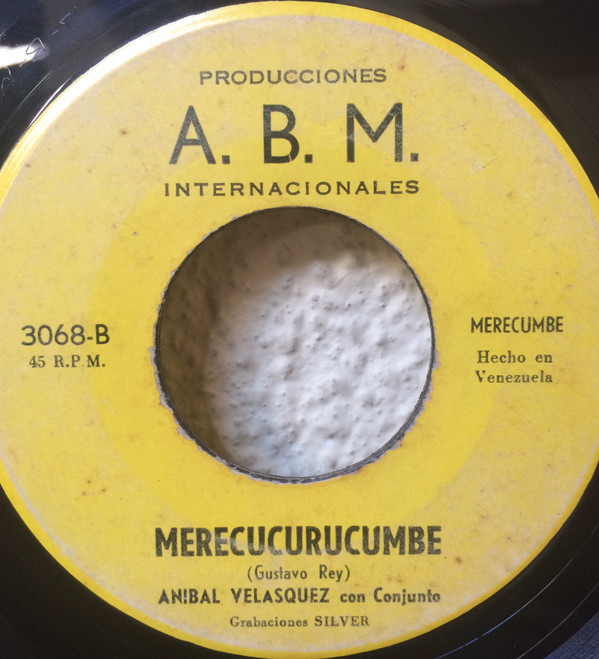 PRODUCCIONES
A. B. M.
INTERNACIONALES
3068-B
45 R.P.M.
MERECUMBE
Hecho en
Venezuela
MERECUCURUCUMBE
(Gustavo Rey)
ANIBAL VELASQUEZ con Conjunto
Grabaciones SILVER